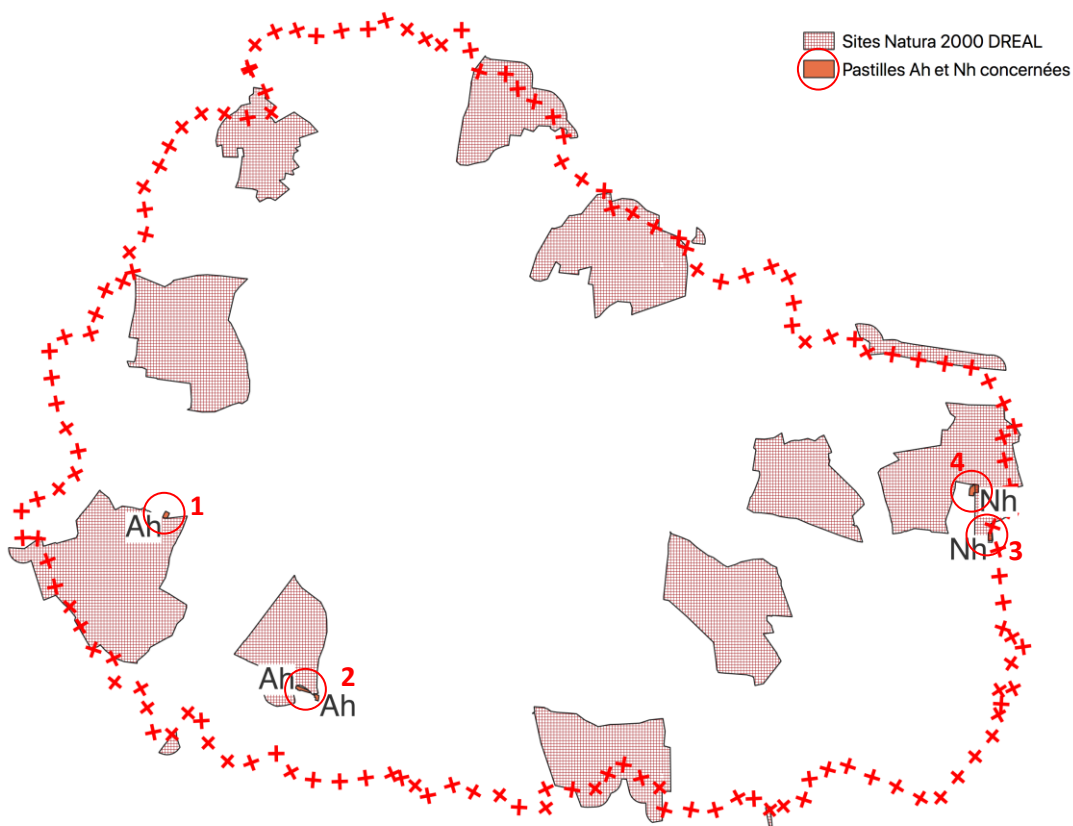 Sites Natura 2000 DREAL
Pastilles Ah et Nh concernées
4
Nh
1
Ah
Nh
3
Ah
2
Ah